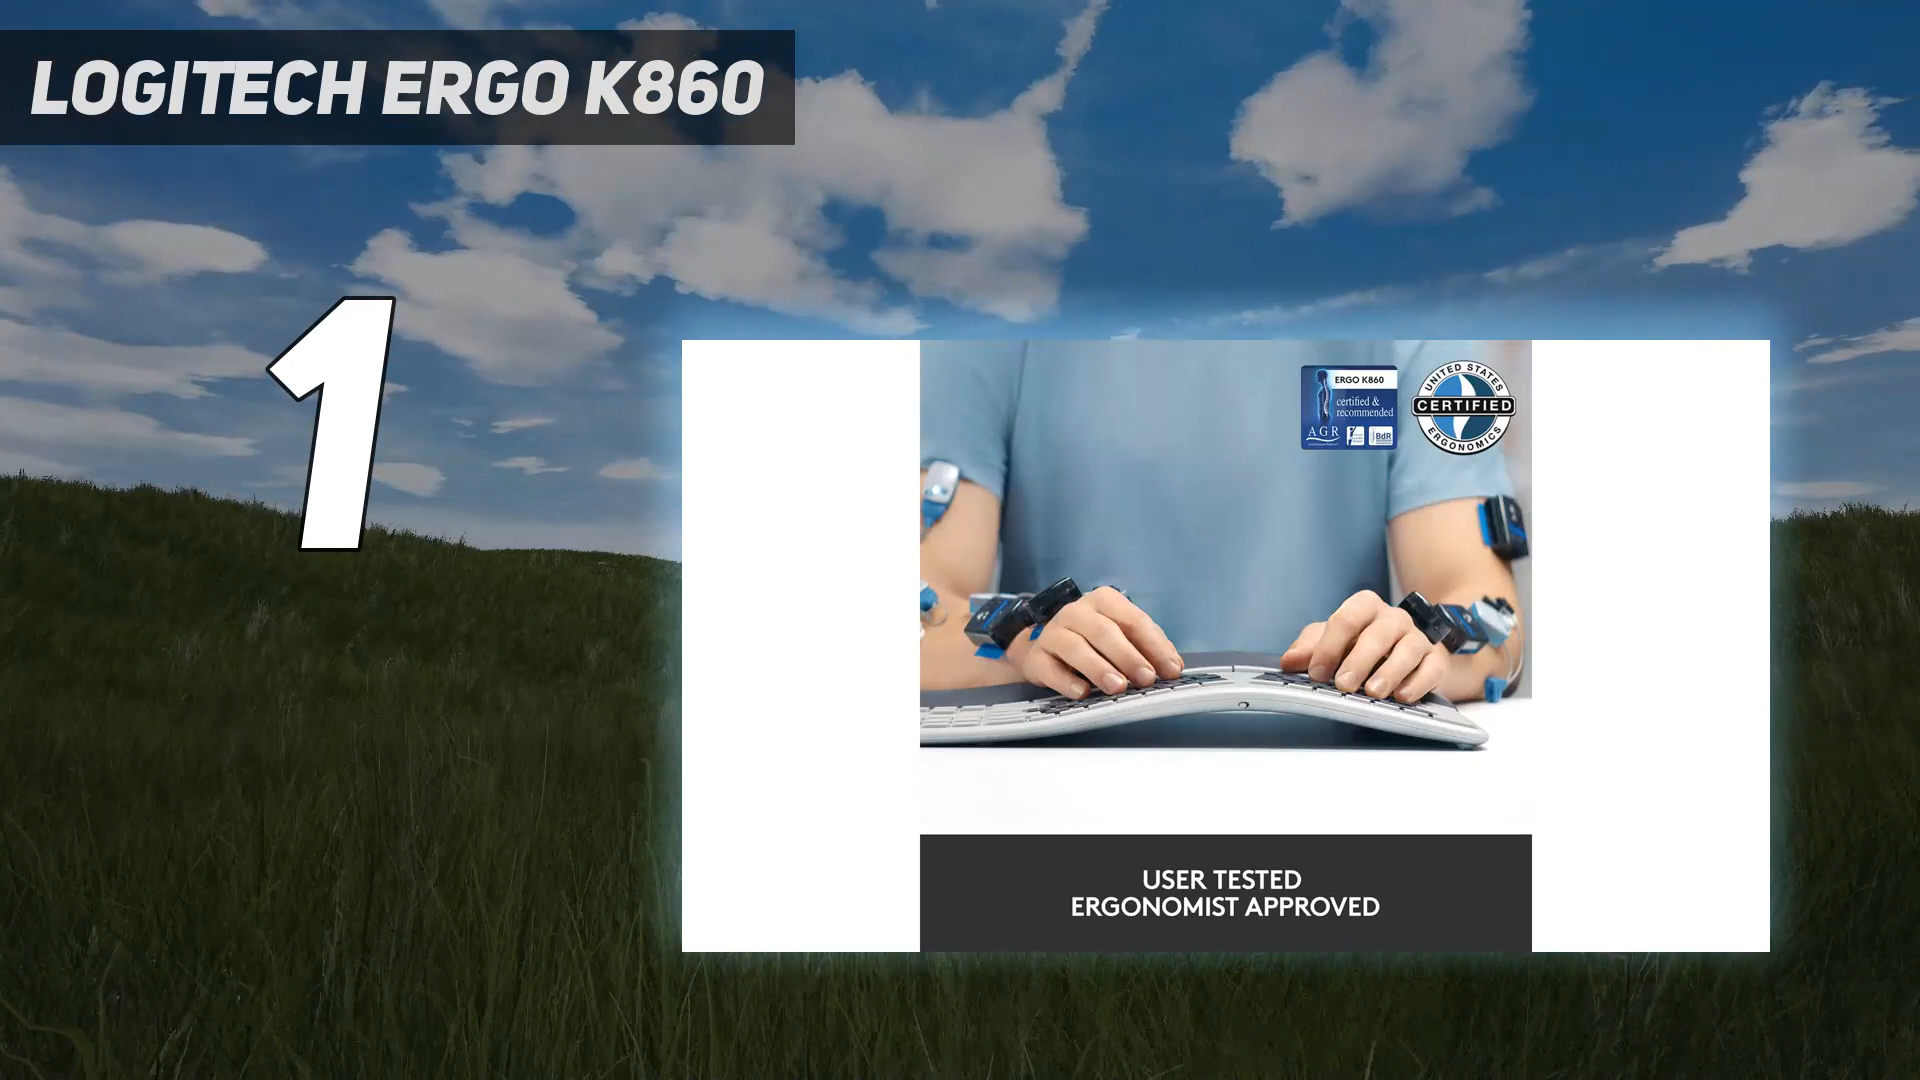 LOGITECH ERGO K860
1
ERGO K860
certified &
recommended
AGR
BdR
UNITED STATES
CERTIFIED
ERGONOMICS
USER TESTED
ERGONOMIST APPROVED